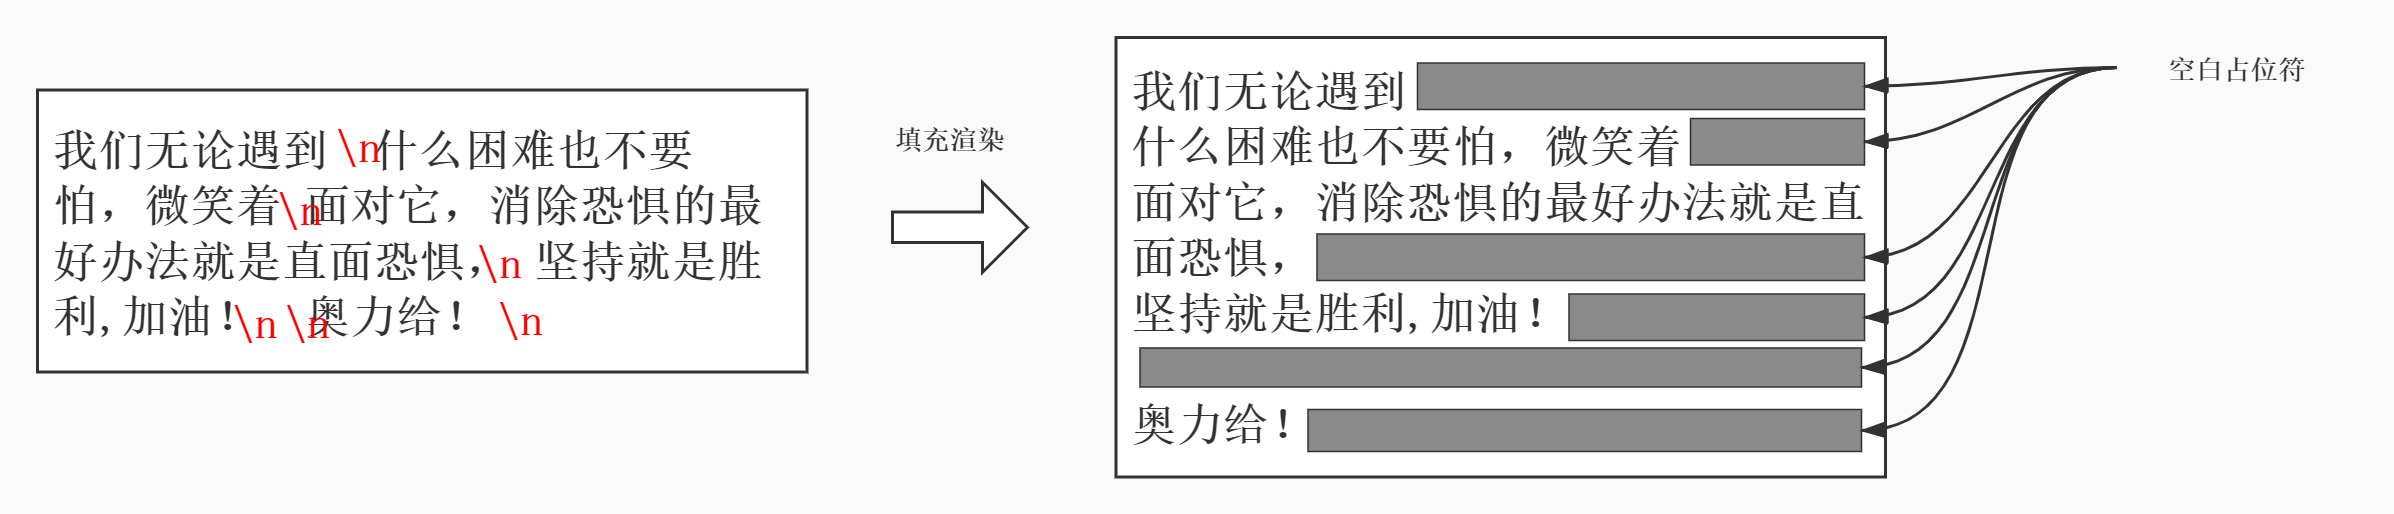 我们无论遇到 \n什么困难也不要
怕，微笑着\n面对它，消除恐惧的最
好办法就是直面恐惧,\n 坚持就是胜
利,加油！\n \n奥力给！ \n
填充渲染
我们无论遇到
什么困难也不要怕，微笑着
面对它，消除恐惧的最好办法就是直
面恐惧，
坚持就是胜利,加油！
奥力给！
空白占位符